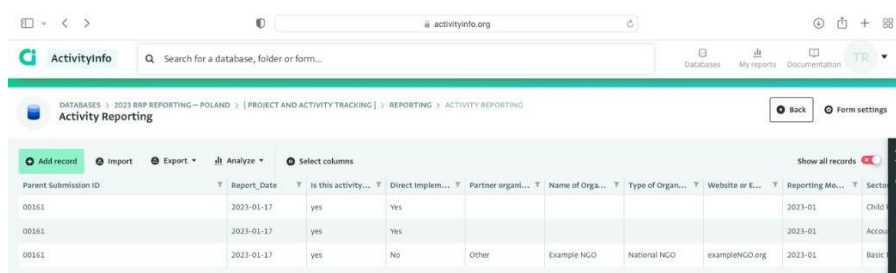 activityinfo.org
ActivityInfo
Search for a database, folder or form...
Databases
My reports
Documentation
TR
DATABASES > 2023 RRP REPORTING – POLAND > [ PROJECT AND ACTIVITY TRACKING ] > REPORTING > ACTIVITY REPORTING
Activity Reporting
Back
Form settings
Add record
Import
Export
Analyze
Select columns
Show all records
Parent Submission ID Report_Date Is this activity... Direct Implem... Partner organi... Name of Orga... Type of Organ... Website or E... Reporting Mo... Secto
00161 2023-01-17 yes Yes 2023-01 Child
00161 2023-01-17 yes Yes 2023-01 Accou
00161 2023-01-17 yes No Other Example NGO National NGO exampleNGO.org 2023-01 Basic